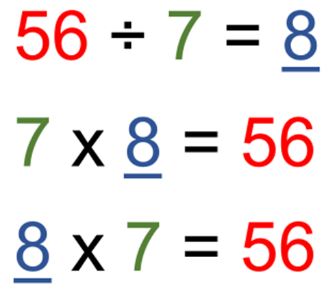 56 ÷ 7 = 8
7 x 8 = 56
8 x 7 = 56